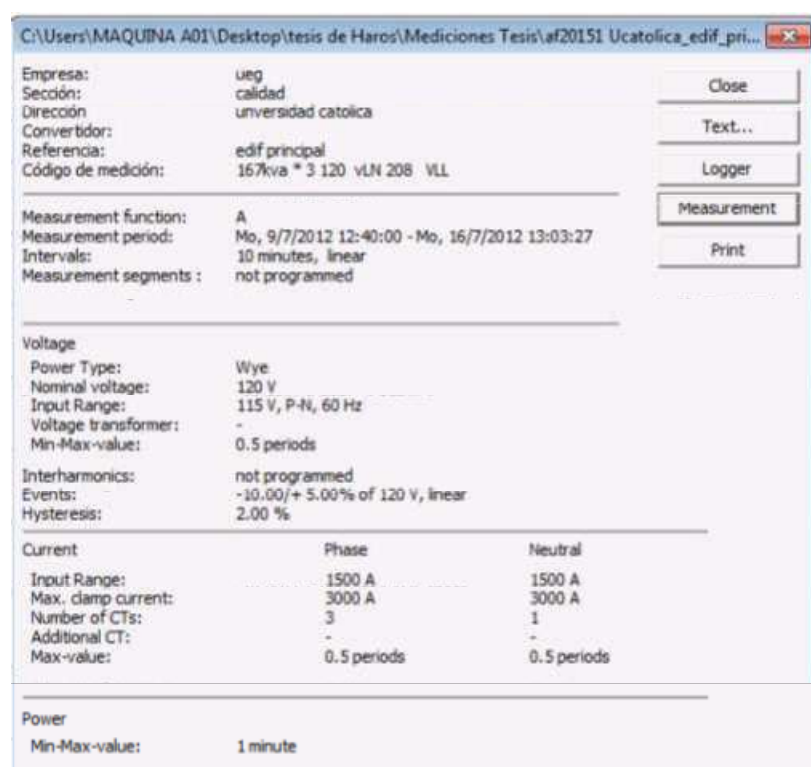 C:\Users\MAQUINA A01\Desktop\tesis de Haros\Mediciones Tesis\af20151 Ucatolica_edif_pri...
Empresa: ueg
Sección: calidad
Dirección unversidad catolica
Convertidor:
Referencia: edif principal
Código de medición: 167kva * 3 120 vLN 208 VLL
Close
Text...
Logger
Measurement
Print
Measurement function: A
Measurement period: Mo, 9/7/2012 12:40:00 - Mo, 16/7/2012 13:03:27
Intervals: 10 minutes, linear
Measurement segments : not programmed
Voltage
Power Type: Wye
Nominal voltage: 120 V
Input Range: 115 V, P-N, 60 Hz
Voltage transformer: -
Min-Max-value: 0.5 periods
Interharmonics: not programmed
Events: -10.00/+ 5.00% of 120 V, linear
Hysteresis: 2.00 %
Current Phase Neutral
Input Range: 1500 A 1500 A
Max. clamp current: 3000 A 3000 A
Number of CTs: 3 1
Additional CT: - -
Max-value: 0.5 periods 0.5 periods
Power
Min-Max-value: 1 minute